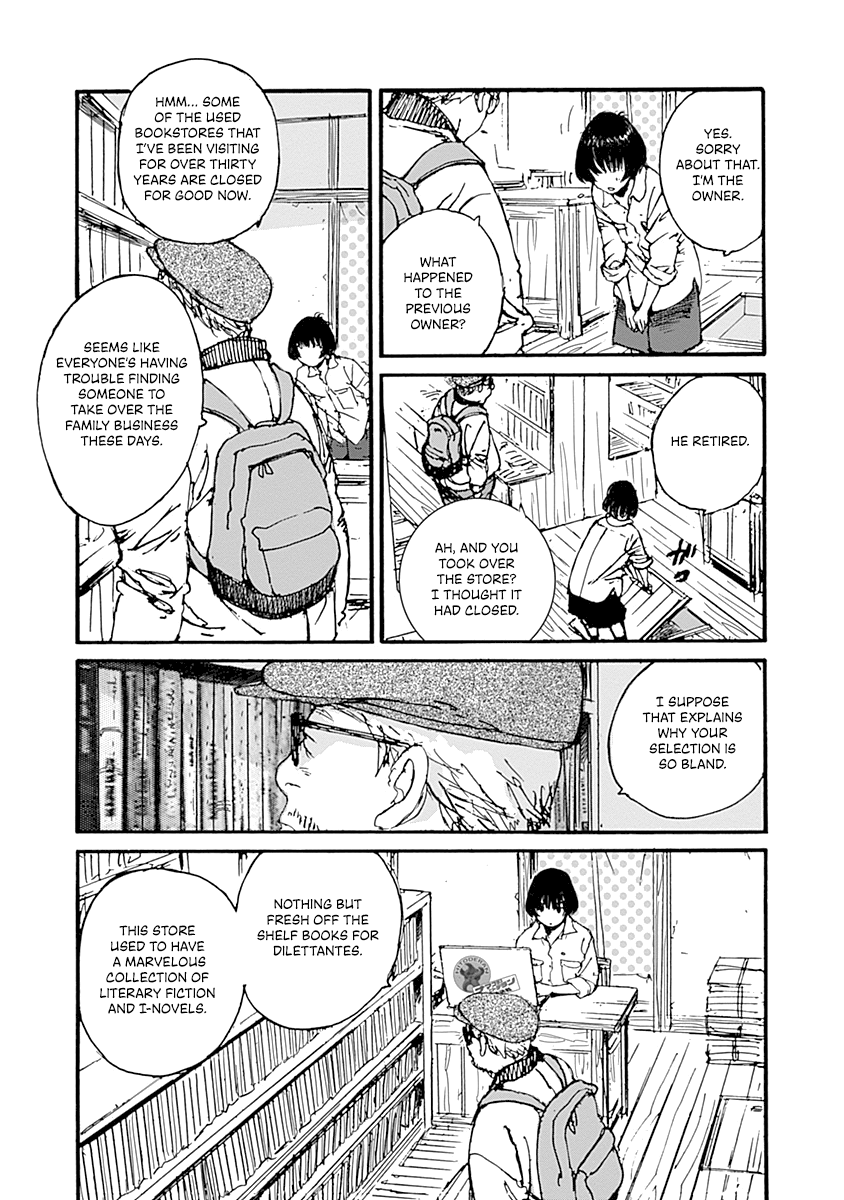 YES.
SORRY
ABOUT THAT.
I'M THE
OWNER.
WHAT
HAPPENED
TO THE
PREVIOUS
OWNER?
HE RETIRED.
AH, AND YOU
TOOK OVER
THE STORE?
I THOUGHT IT
HAD CLOSED.
HMM... SOME
OF THE USED
BOOKSTORES THAT
I'VE BEEN VISITING
FOR OVER THIRTY
YEARS ARE CLOSED
FOR GOOD NOW.
SEEMS LIKE
EVERYONE'S HAVING
TROUBLE FINDING
SOMEONE TO
TAKE OVER THE
FAMILY BUSINESS
THESE DAYS.
I SUPPOSE
THAT EXPLAINS
WHY YOUR
SELECTION IS
SO BLAND.
NOTHING BUT
FRESH OFF THE
SHELF BOOKS FOR
DILETTANTES.
THIS STORE
USED TO HAVE
A MARVELOUS
COLLECTION OF
LITERARY FICTION
AND I-NOVELS.